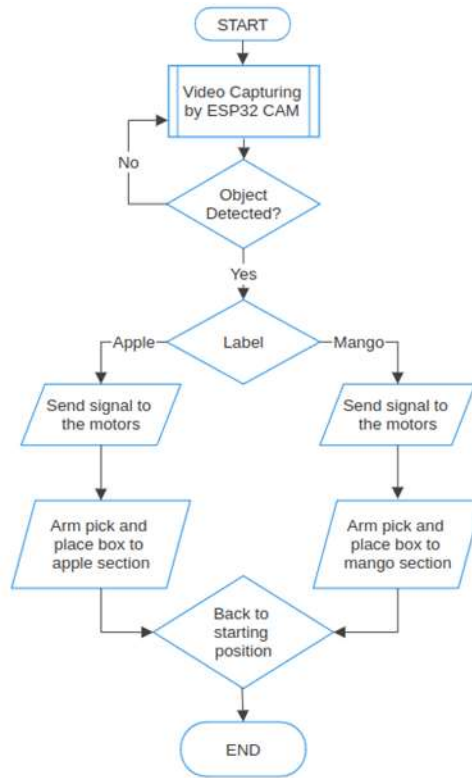 START
Video Capturing
by ESP32 CAM
No
Object
Detected?
Yes
Apple
Label
Mango
Send signal to
the motors
Send signal to
the motors
Arm pick and
place box to
apple section
Arm pick and
place box to
mango section
Back to
starting
position
END